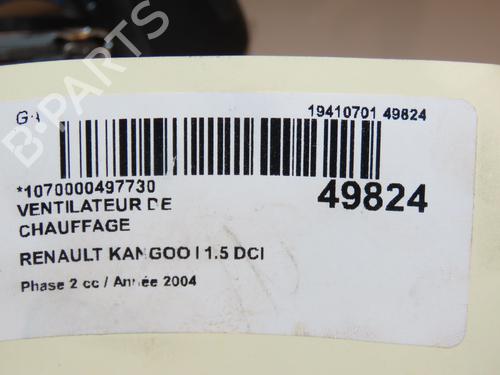 19410701 49824
*1070000497730
49824
VENTILATEUR DE
CHAUFFAGE
RENAULT KANGOO I 1.5 DCI
Phase 2 cc / Année 2004
B-PARTS